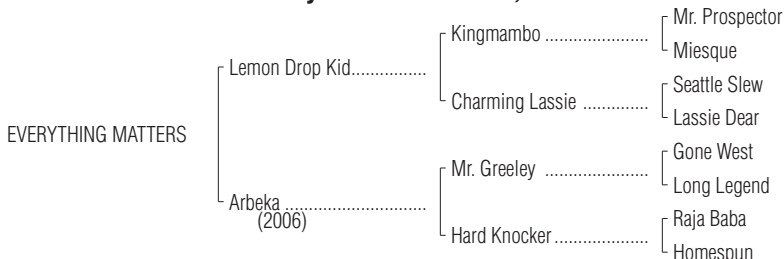 Mr. Prospector
Kingmambo .....................
Miesque
Lemon Drop Kid................
Seattle Slew
Charming Lassie ..............
Lassie Dear
EVERYTHING MATTERS
Gone West
Mr. Greeley .....................
Long Legend
Arbeka ..............................
(2006)
Raja Baba
Hard Knocker....................
Homespun